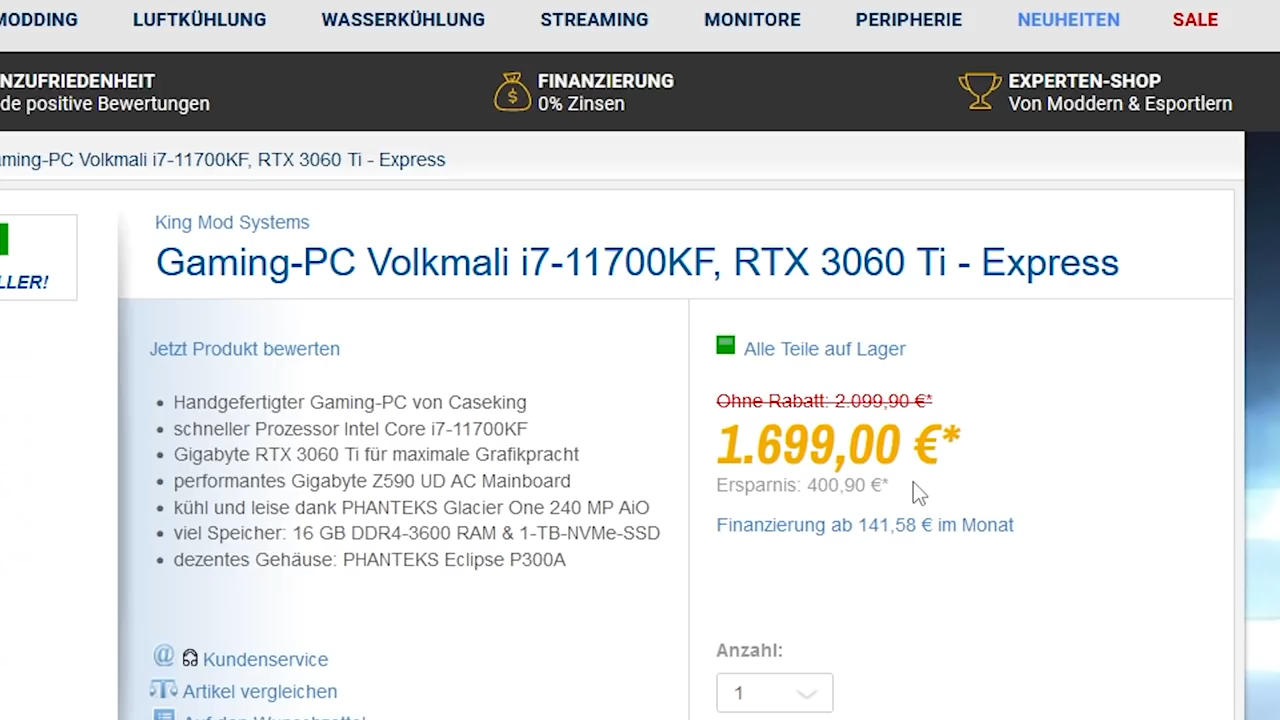 MODDING LUFTKÜHLUNG WASSERKÜHLUNG STREAMING MONITORE PERIPHERIE NEUHEITEN SALE
NZUFRIEDENHEIT
de positive Bewertungen
FINANZIERUNG
0% Zinsen
EXPERTEN-SHOP
Von Moddern & Esportlern
aming-PC Volkmali i7-11700KF, RTX 3060 Ti - Express
LLER!
King Mod Systems
Gaming-PC Volkmali i7-11700KF, RTX 3060 Ti - Express
Jetzt Produkt bewerten
• Handgefertigter Gaming-PC von Caseking
• schneller Prozessor Intel Core i7-11700KF
• Gigabyte RTX 3060 Ti für maximale Grafikpracht
• performantes Gigabyte Z590 UD AC Mainboard
• kühl und leise dank PHANTEKS Glacier One 240 MP AiO
• viel Speicher: 16 GB DDR4-3600 RAM & 1-TB-NVMe-SSD
• dezentes Gehäuse: PHANTEKS Eclipse P300A
@ Kundenservice
Artikel vergleichen
Auf den Wunschzettel
Alle Teile auf Lager
Ohne Rabatt: 2.099,90 €*
1.699,00 €*
Ersparnis: 400,90 €*
Finanzierung ab 141,58 € im Monat
Anzahl:
1